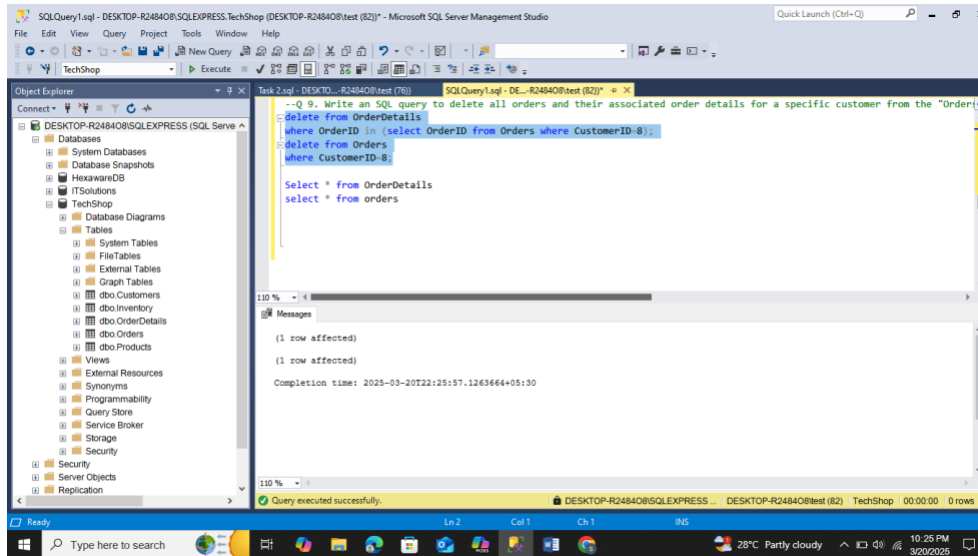 SQLQuery1.sql - DESKTOP-R2484O8\SQLEXPRESS.TechShop (DESKTOP-R2484O8\test (82))* - Microsoft SQL Server Management Studio
Quick Launch (Ctrl+Q)
File Edit View Query Project Tools Window Help
New Query
TechShop
Execute
Object Explorer
Connect
DESKTOP-R2484O8\SQLEXPRESS (SQL Serve
Databases
System Databases
Database Snapshots
HexawareDB
ITSolutions
TechShop
Database Diagrams
Tables
System Tables
FileTables
External Tables
Graph Tables
dbo.Customers
dbo.Inventory
dbo.OrderDetails
dbo.Orders
dbo.Products
Views
External Resources
Synonyms
Programmability
Query Store
Service Broker
Storage
Security
Security
Server Objects
Replication
Task 2.sql - DESKTO...-R2484O8\test (76))
SQLQuery1.sql - DE...-R2484O8\test (82))*
--Q 9. Write an SQL query to delete all orders and their associated order details for a specific customer from the "Orders
delete from OrderDetails
where OrderID in (select OrderID from Orders where CustomerID=8);
delete from Orders
where CustomerID=8;
Select * from OrderDetails
select * from orders
110 %
Messages
(1 row affected)
(1 row affected)
Completion time: 2025-03-20T22:25:57.1263664+05:30
110 %
Query executed successfully.
DESKTOP-R2484O8\SQLEXPRESS ...
DESKTOP-R2484O8\test (82)
TechShop
00:00:00
0 rows
Ready
Ln 2
Col 1
Ch 1
INS
Type here to search
28°C Partly cloudy
10:25 PM
3/20/2025